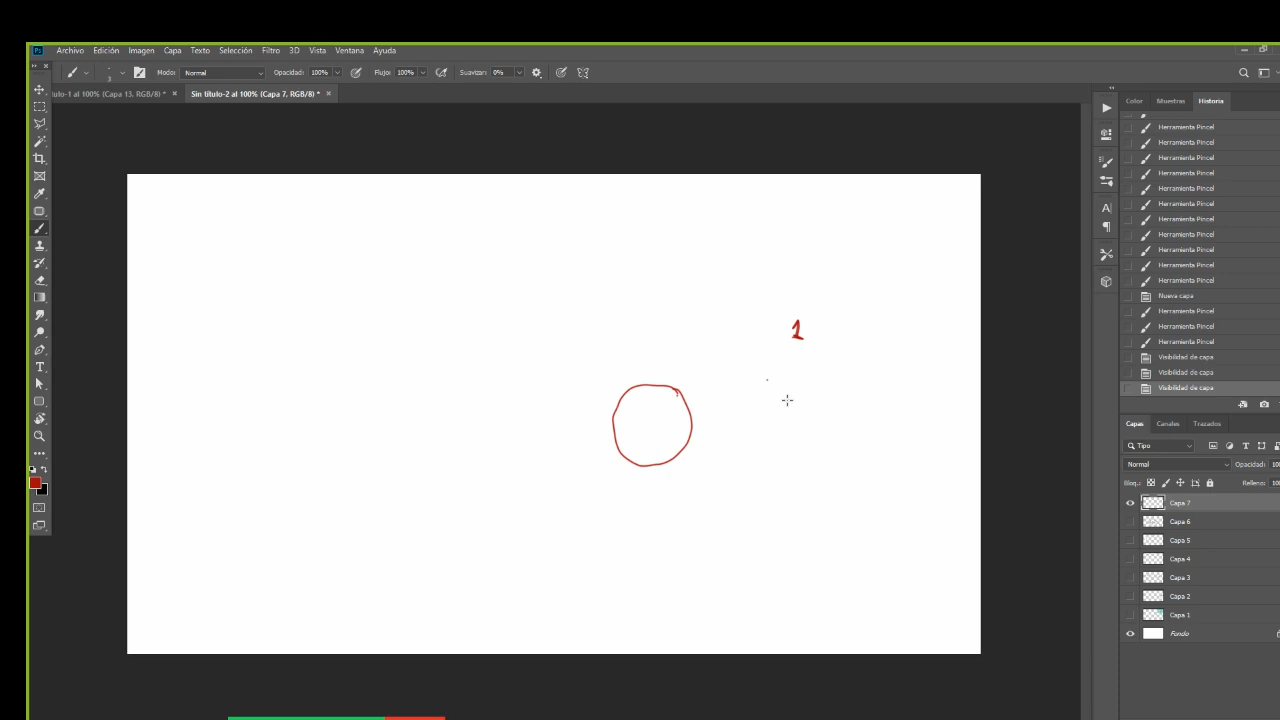 Ps Archivo Edición Imagen Capa Texto Selección Filtro 3D Vista Ventana Ayuda
3 Modo: Normal Opacidad: 100% Flujo: 100% Suavizar: 0%
ulo-1 al 100% (Capa 13, RGB/8) * × Sin título-2 al 100% (Capa 7, RGB/8) * ×
Color Muestras Historia
Herramienta Pincel
Herramienta Pincel
Herramienta Pincel
Herramienta Pincel
Herramienta Pincel
Herramienta Pincel
Herramienta Pincel
Herramienta Pincel
Herramienta Pincel
Herramienta Pincel
Herramienta Pincel
Nueva capa
Herramienta Pincel
Herramienta Pincel
Herramienta Pincel
Visibilidad de capa
Visibilidad de capa
Visibilidad de capa
1
Capas Canales Trazados
Tipo
Normal Opacidad: 100
Bloq.: Relleno: 100
Capa 7
Capa 6
Capa 5
Capa 4
Capa 3
Capa 2
Capa 1
Fondo